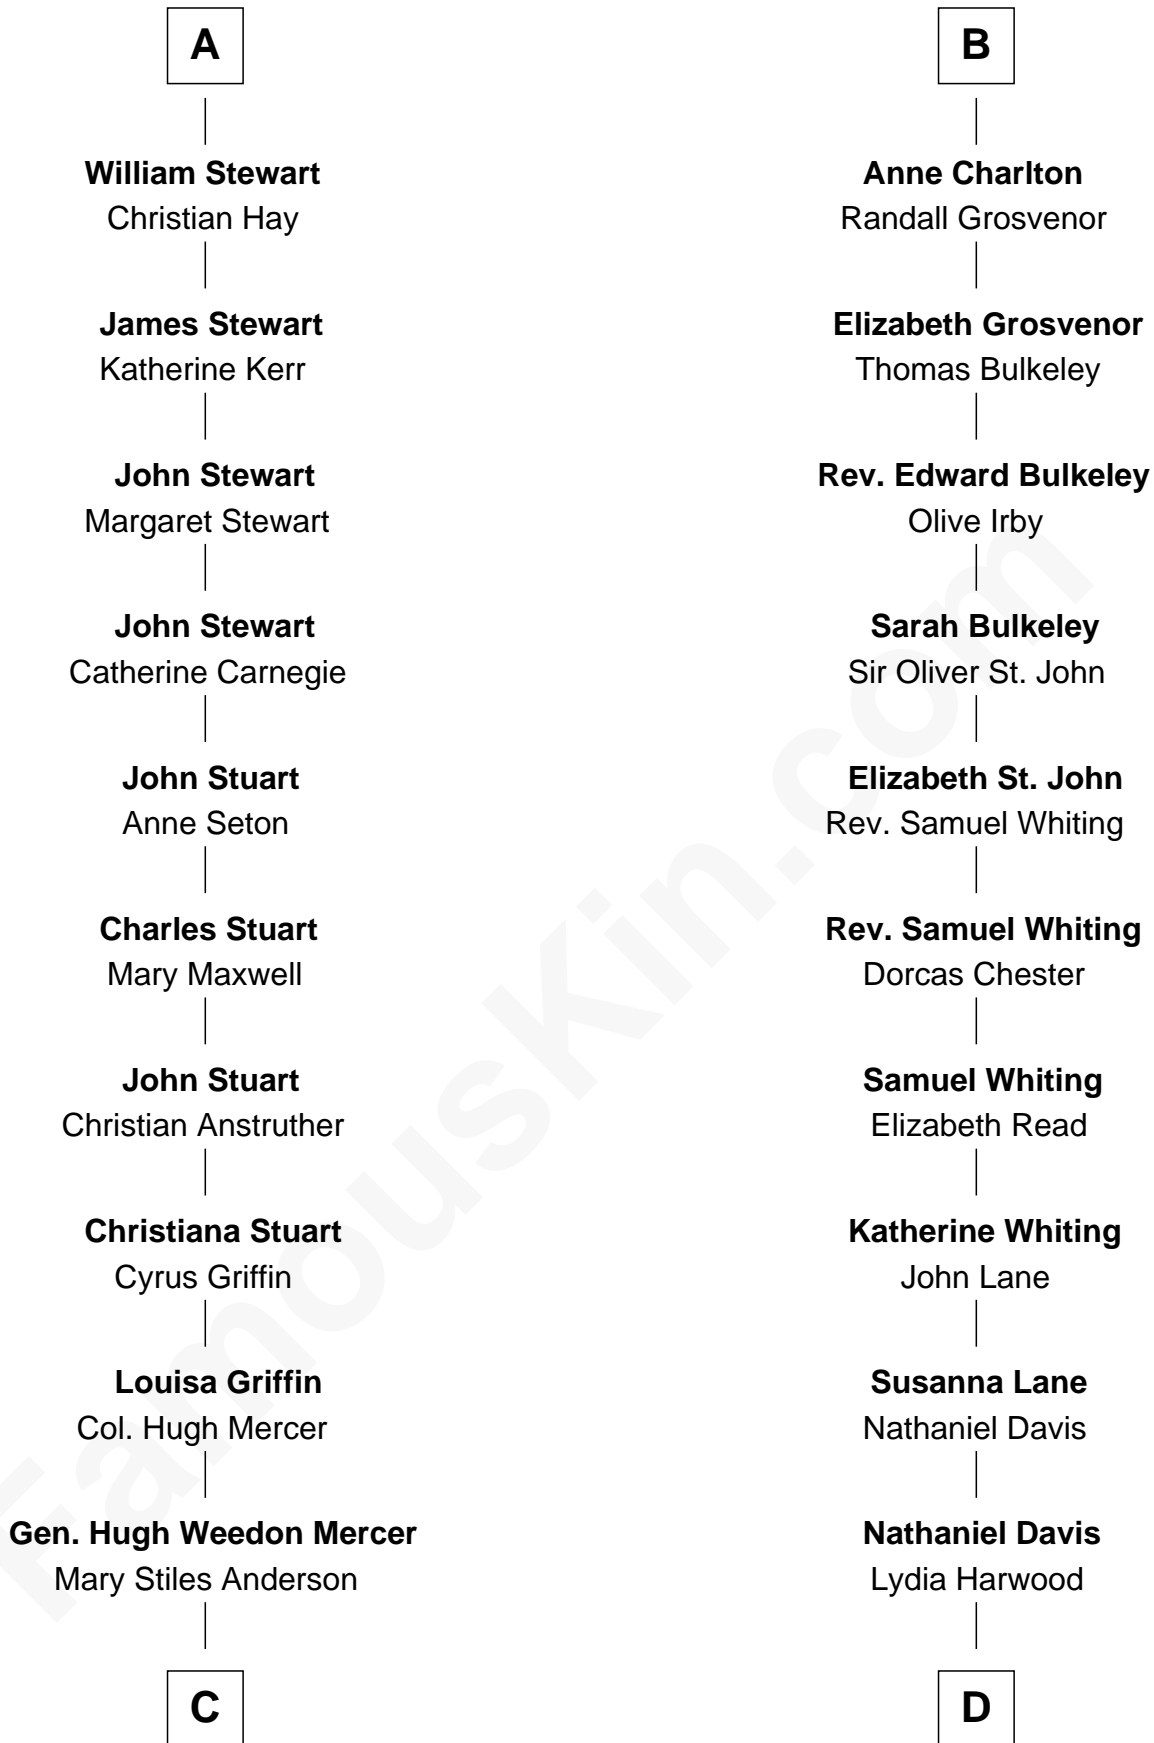 A
William Stewart
Christian Hay
James Stewart
Katherine Kerr
John Stewart
Margaret Stewart
John Stewart
Catherine Carnegie
John Stuart
Anne Seton
Charles Stuart
Mary Maxwell
John Stuart
Christian Anstruther
Christiana Stuart
Cyrus Griffin
Louisa Griffin
Col. Hugh Mercer
Gen. Hugh Weedon Mercer
Mary Stiles Anderson
C
B
Anne Charlton
Randall Grosvenor
Elizabeth Grosvenor
Thomas Bulkeley
Rev. Edward Bulkeley
Olive Irby
Sarah Bulkeley
Sir Oliver St. John
Elizabeth St. John
Rev. Samuel Whiting
Rev. Samuel Whiting
Dorcas Chester
Samuel Whiting
Elizabeth Read
Katherine Whiting
John Lane
Susanna Lane
Nathaniel Davis
Nathaniel Davis
Lydia Harwood
D
FamousKin.com